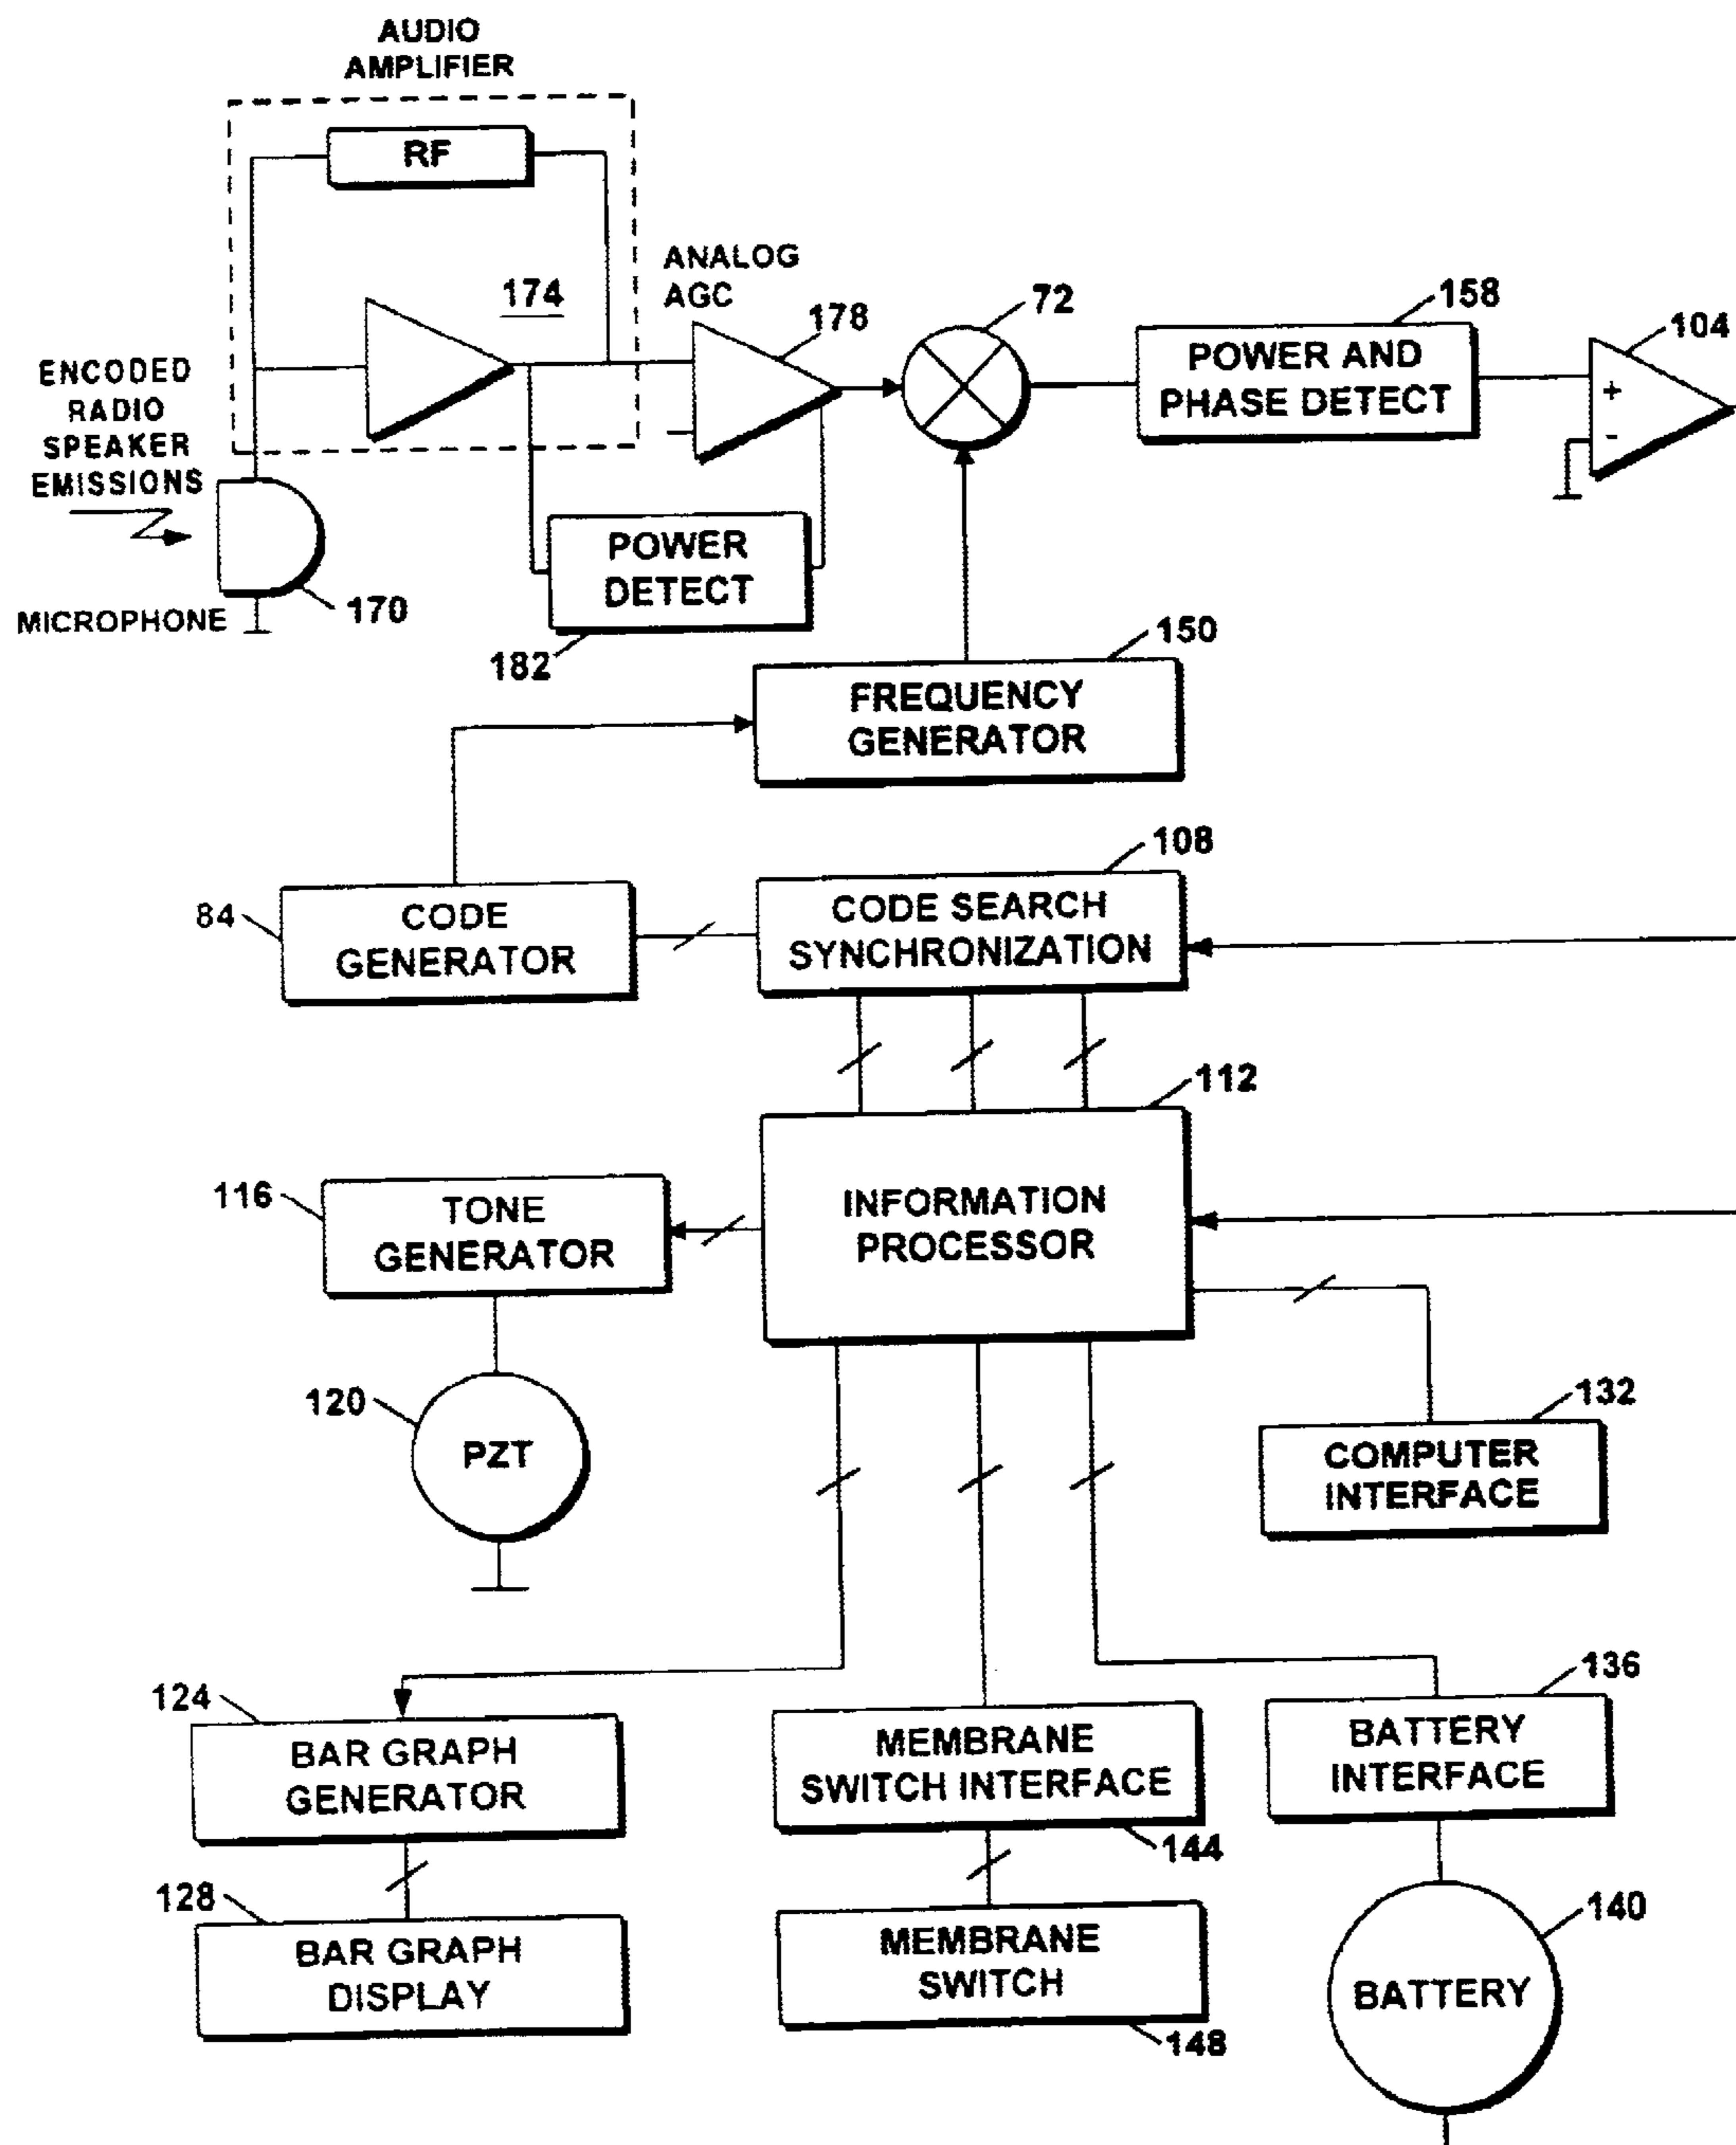 AUDIO
AMPLIFIER
RF
174
ANALOG
AGC
178
72
158
POWER AND
PHASE DETECT
104
+
-
ENCODED
RADIO
SPEAKER
EMISSIONS
MICROPHONE
170
POWER
DETECT
182
150
FREQUENCY
GENERATOR
108
84
CODE
GENERATOR
CODE SEARCH
SYNCHRONIZATION
112
116
TONE
GENERATOR
INFORMATION
PROCESSOR
120
PZT
132
COMPUTER
INTERFACE
124
BAR GRAPH
GENERATOR
MEMBRANE
SWITCH INTERFACE
144
136
BATTERY
INTERFACE
128
BAR GRAPH
DISPLAY
MEMBRANE
SWITCH
148
140
BATTERY